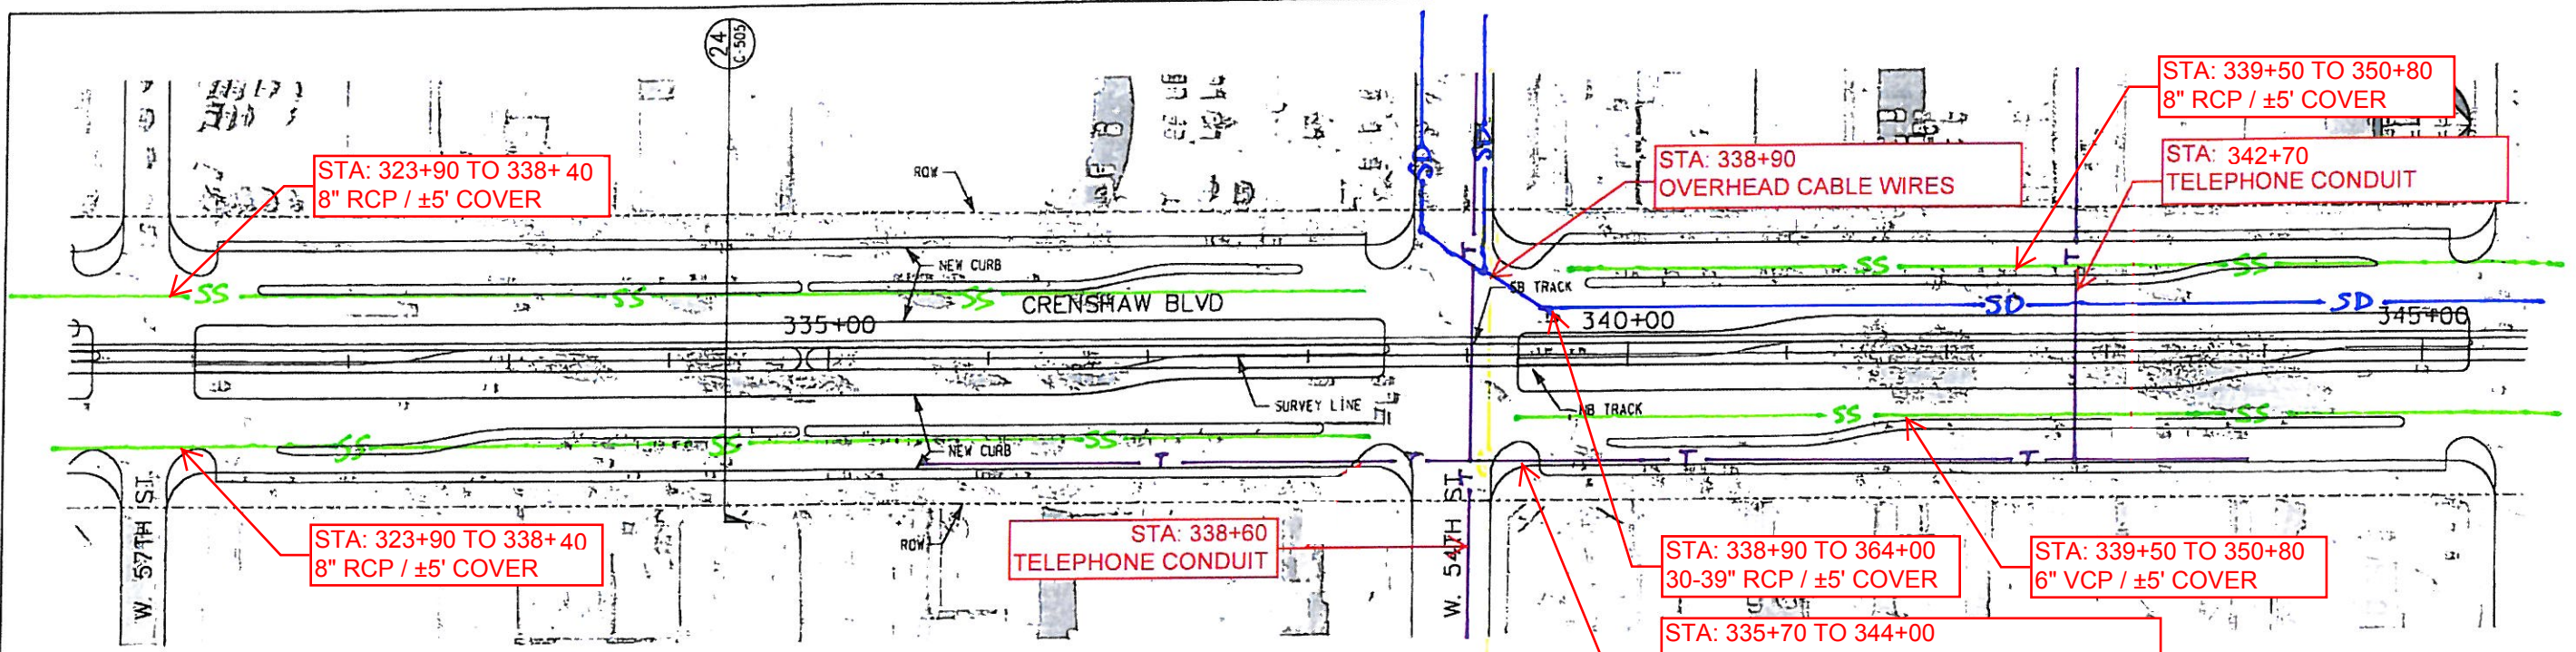 24
C-505
STA: 339+50 TO 350+80
8" RCP / ±5' COVER
STA: 323+90 TO 338+40
8" RCP / ±5' COVER
STA: 338+90
OVERHEAD CABLE WIRES
STA: 342+70
TELEPHONE CONDUIT
SD
SD
ROW
T
T
NEW CURB
SS
SS
SS
SS
SS
SB TRACK
CRENSHAW BLVD
SD
SD
335+00
340+00
345+00
SURVEY LINE
NB TRACK
SS
SS
SS
SS
SS
NEW CURB
T
T
T
T
T
W. 57TH ST
ROW
STA: 323+90 TO 338+40
8" RCP / ±5' COVER
STA: 338+60
TELEPHONE CONDUIT
W. 54TH ST
STA: 338+90 TO 364+00
30-39" RCP / ±5' COVER
STA: 339+50 TO 350+80
6" VCP / ±5' COVER
STA: 335+70 TO 344+00